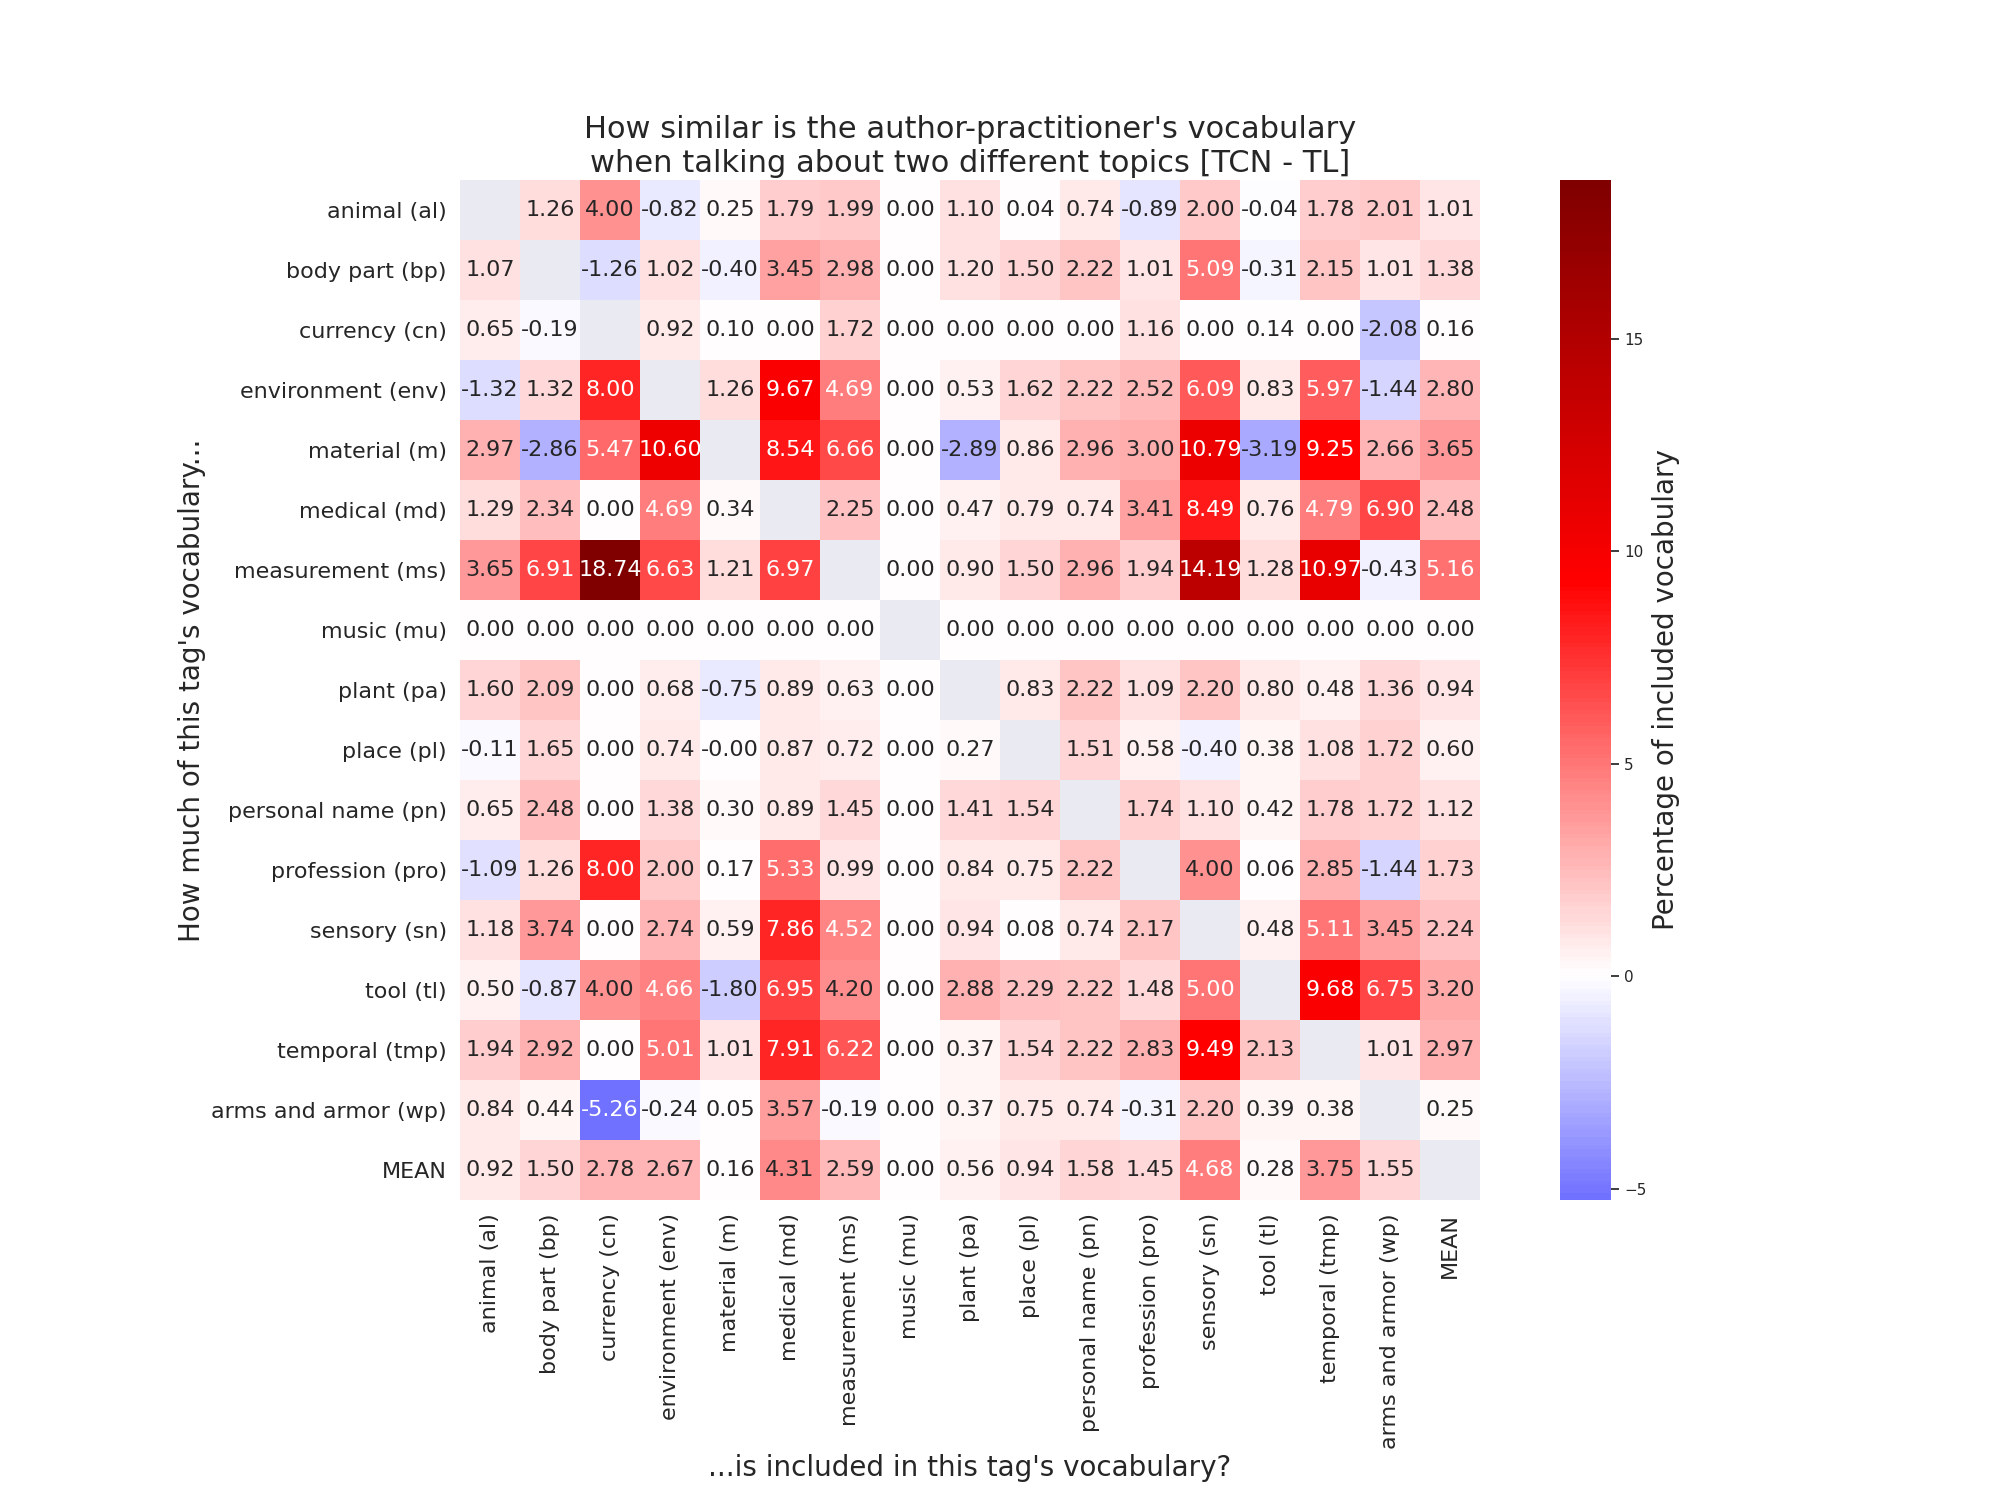 How similar is the author-practitioner's vocabulary
when talking about two different topics [TCN - TL]
How much of this tag's vocabulary...
animal (al) 1.26 4.00 -0.82 0.25 1.79 1.99 0.00 1.10 0.04 0.74 -0.89 2.00 -0.04 1.78 2.01 1.01
body part (bp) 1.07 -1.26 1.02 -0.40 3.45 2.98 0.00 1.20 1.50 2.22 1.01 5.09 -0.31 2.15 1.01 1.38
currency (cn) 0.65 -0.19 0.92 0.10 0.00 1.72 0.00 0.00 0.00 0.00 1.16 0.00 0.14 0.00 -2.08 0.16
environment (env) -1.32 1.32 8.00 1.26 9.67 4.69 0.00 0.53 1.62 2.22 2.52 6.09 0.83 5.97 -1.44 2.80
material (m) 2.97 -2.86 5.47 10.60 8.54 6.66 0.00 -2.89 0.86 2.96 3.00 10.79 -3.19 9.25 2.66 3.65
medical (md) 1.29 2.34 0.00 4.69 0.34 2.25 0.00 0.47 0.79 0.74 3.41 8.49 0.76 4.79 6.90 2.48
measurement (ms) 3.65 6.91 18.74 6.63 1.21 6.97 0.00 0.90 1.50 2.96 1.94 14.19 1.28 10.97 -0.43 5.16
music (mu) 0.00 0.00 0.00 0.00 0.00 0.00 0.00 0.00 0.00 0.00 0.00 0.00 0.00 0.00 0.00 0.00
plant (pa) 1.60 2.09 0.00 0.68 -0.75 0.89 0.63 0.00 0.83 2.22 1.09 2.20 0.80 0.48 1.36 0.94
place (pl) -0.11 1.65 0.00 0.74 -0.00 0.87 0.72 0.00 0.27 1.51 0.58 -0.40 0.38 1.08 1.72 0.60
personal name (pn) 0.65 2.48 0.00 1.38 0.30 0.89 1.45 0.00 1.41 1.54 1.74 1.10 0.42 1.78 1.72 1.12
profession (pro) -1.09 1.26 8.00 2.00 0.17 5.33 0.99 0.00 0.84 0.75 2.22 4.00 0.06 2.85 -1.44 1.73
sensory (sn) 1.18 3.74 0.00 2.74 0.59 7.86 4.52 0.00 0.94 0.08 0.74 2.17 0.48 5.11 3.45 2.24
tool (tl) 0.50 -0.87 4.00 4.66 -1.80 6.95 4.20 0.00 2.88 2.29 2.22 1.48 5.00 9.68 6.75 3.20
temporal (tmp) 1.94 2.92 0.00 5.01 1.01 7.91 6.22 0.00 0.37 1.54 2.22 2.83 9.49 2.13 1.01 2.97
arms and armor (wp) 0.84 0.44 -5.26 -0.24 0.05 3.57 -0.19 0.00 0.37 0.75 0.74 -0.31 2.20 0.39 0.38 0.25
MEAN 0.92 1.50 2.78 2.67 0.16 4.31 2.59 0.00 0.56 0.94 1.58 1.45 4.68 0.28 3.75 1.55
animal (al)
body part (bp)
currency (cn)
environment (env)
material (m)
medical (md)
measurement (ms)
music (mu)
plant (pa)
place (pl)
personal name (pn)
profession (pro)
sensory (sn)
tool (tl)
temporal (tmp)
arms and armor (wp)
MEAN
...is included in this tag's vocabulary?
15
10
5
0
−5
Percentage of included vocabulary